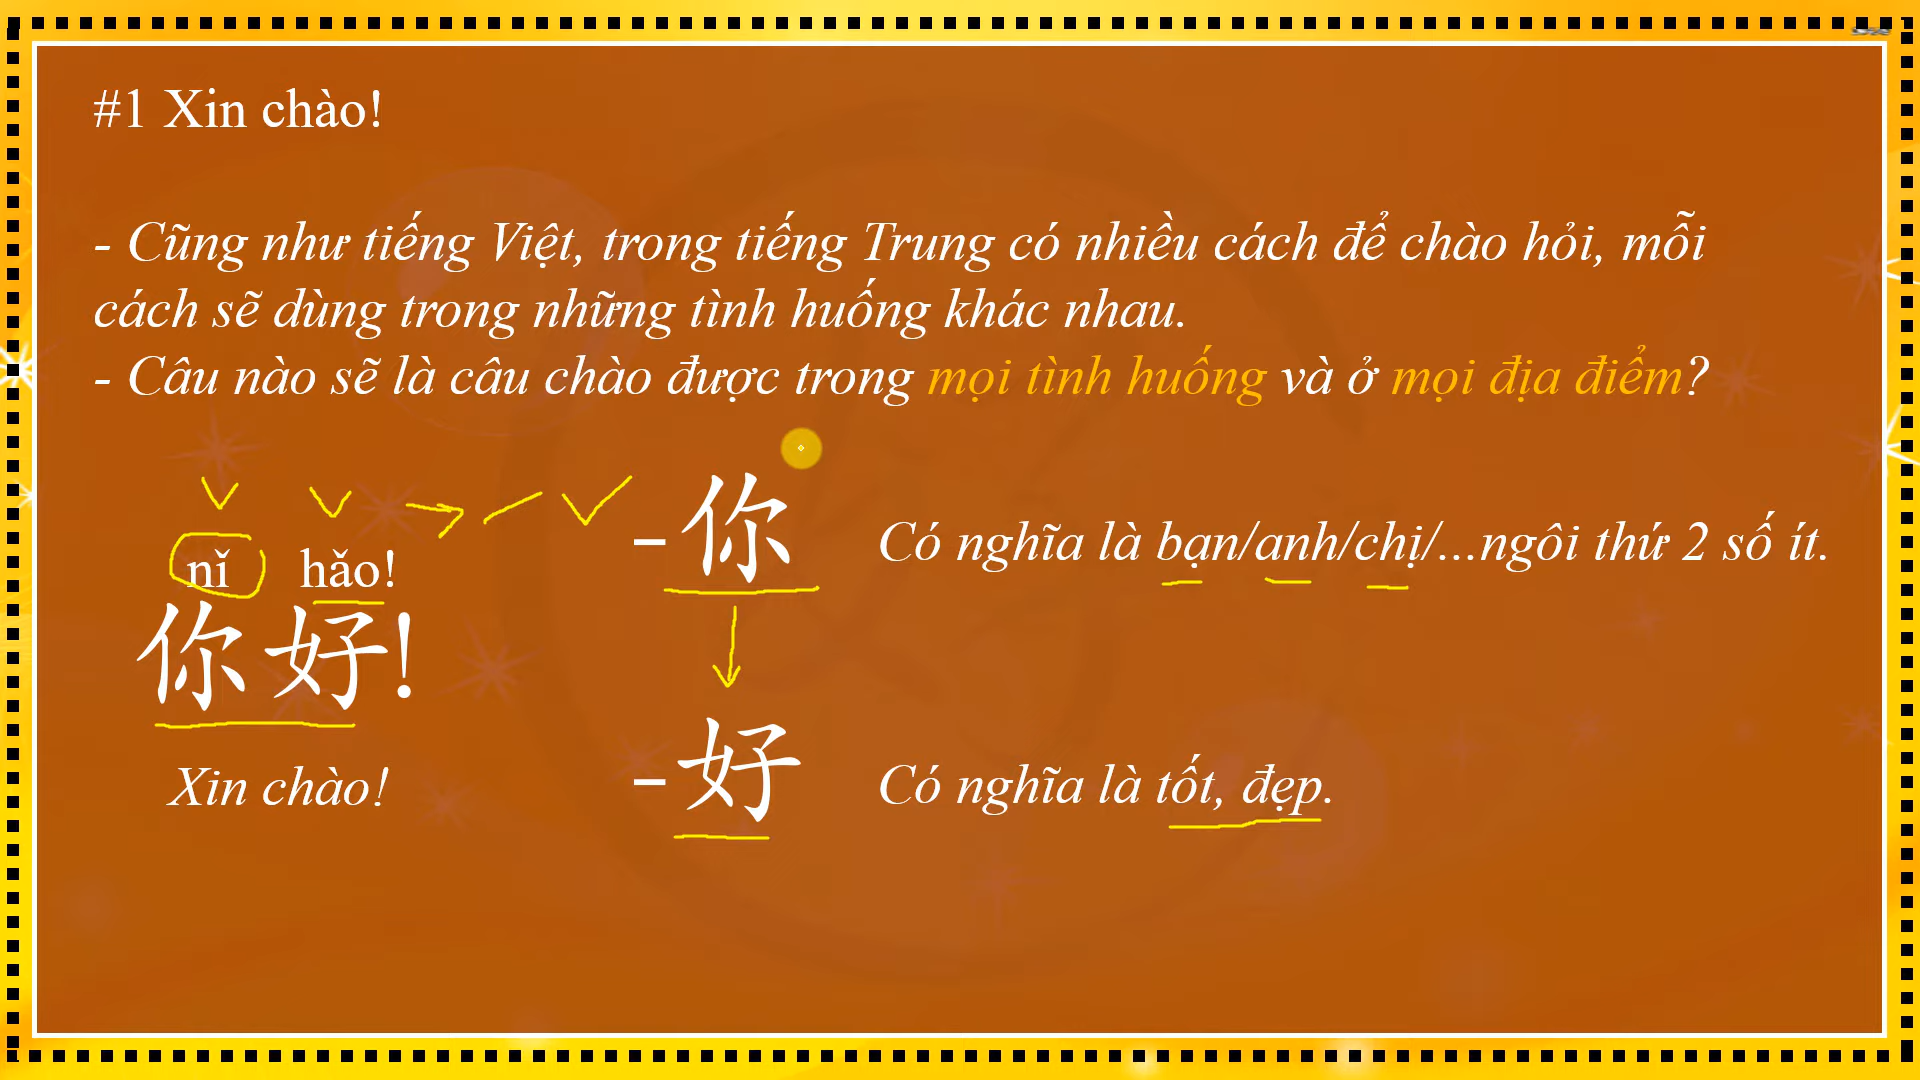 #1 Xin chào!
- Cũng như tiếng Việt, trong tiếng Trung có nhiều cách để chào hỏi, mỗi
cách sẽ dùng trong những tình huống khác nhau.
- Câu nào sẽ là câu chào được trong mọi tình huống và ở mọi địa điểm?
nǐ hǎo!
你好!
Xin chào!
-你 Có nghĩa là bạn/anh/chị/...ngôi thứ 2 số ít.
-好 Có nghĩa là tốt, đẹp.